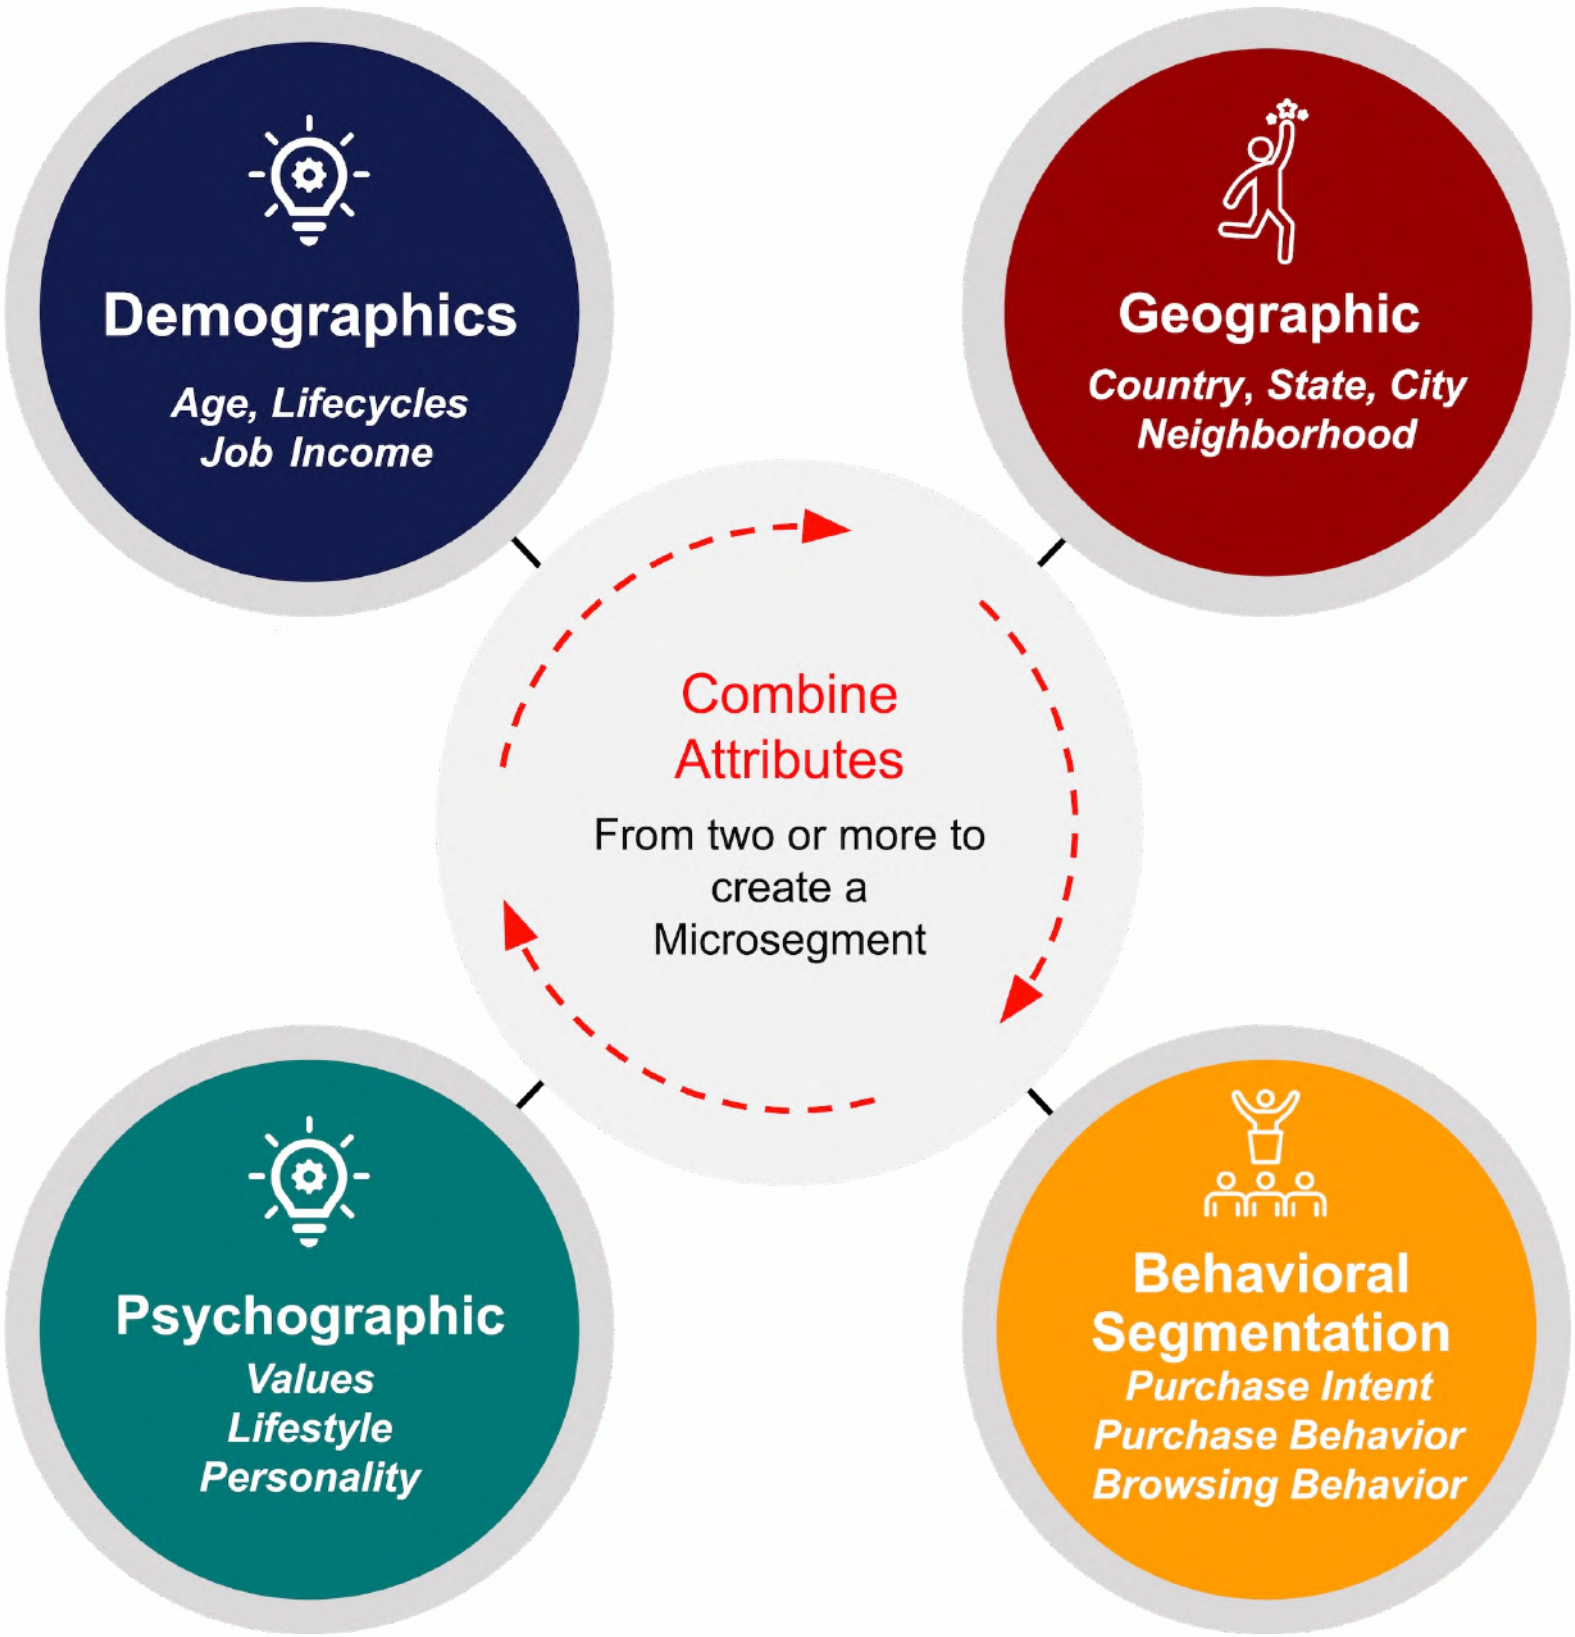 Demographics
Age, Lifecycles
Job Income
Geographic
Country, State, City
Neighborhood
Combine
Attributes
From two or more to
create a
Microsegment
Psychographic
Values
Lifestyle
Personality
Behavioral
Segmentation
Purchase Intent
Purchase Behavior
Browsing Behavior